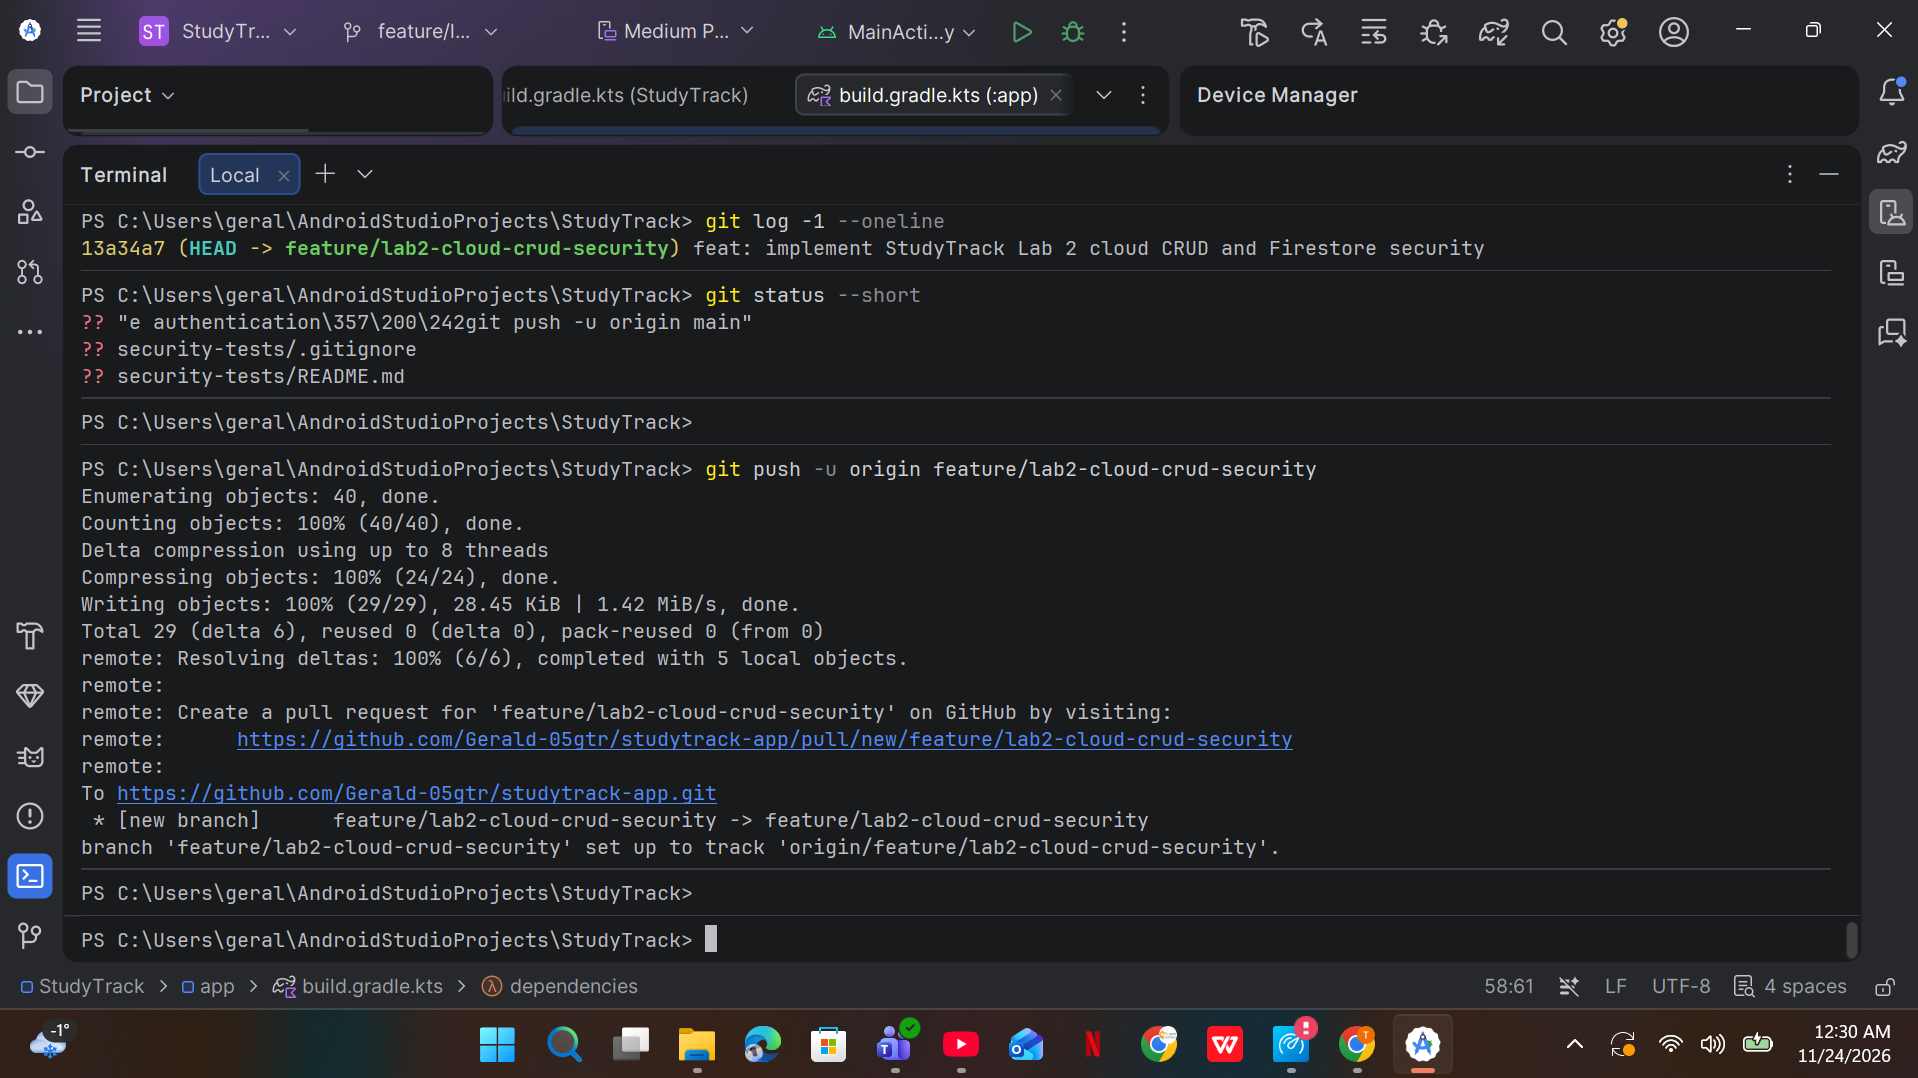 ST StudyTr... feature/l... Medium P... MainActi...y
Project
ild.gradle.kts (StudyTrack) build.gradle.kts (:app)
Device Manager
Terminal Local
PS C:\Users\geral\AndroidStudioProjects\StudyTrack> git log -1 --oneline
13a34a7 (HEAD -> feature/lab2-cloud-crud-security) feat: implement StudyTrack Lab 2 cloud CRUD and Firestore security
PS C:\Users\geral\AndroidStudioProjects\StudyTrack> git status --short
?? "e authentication\357\200\242git push -u origin main"
?? security-tests/.gitignore
?? security-tests/README.md
PS C:\Users\geral\AndroidStudioProjects\StudyTrack>
PS C:\Users\geral\AndroidStudioProjects\StudyTrack> git push -u origin feature/lab2-cloud-crud-security
Enumerating objects: 40, done.
Counting objects: 100% (40/40), done.
Delta compression using up to 8 threads
Compressing objects: 100% (24/24), done.
Writing objects: 100% (29/29), 28.45 KiB | 1.42 MiB/s, done.
Total 29 (delta 6), reused 0 (delta 0), pack-reused 0 (from 0)
remote: Resolving deltas: 100% (6/6), completed with 5 local objects.
remote:
remote: Create a pull request for 'feature/lab2-cloud-crud-security' on GitHub by visiting:
remote:      https://github.com/Gerald-05gtr/studytrack-app/pull/new/feature/lab2-cloud-crud-security
remote:
To https://github.com/Gerald-05gtr/studytrack-app.git
 * [new branch]      feature/lab2-cloud-crud-security -> feature/lab2-cloud-crud-security
branch 'feature/lab2-cloud-crud-security' set up to track 'origin/feature/lab2-cloud-crud-security'.
PS C:\Users\geral\AndroidStudioProjects\StudyTrack>
PS C:\Users\geral\AndroidStudioProjects\StudyTrack>
StudyTrack > app > build.gradle.kts > dependencies 58:61 LF UTF-8 4 spaces
-1°
12:30 AM
11/24/2026